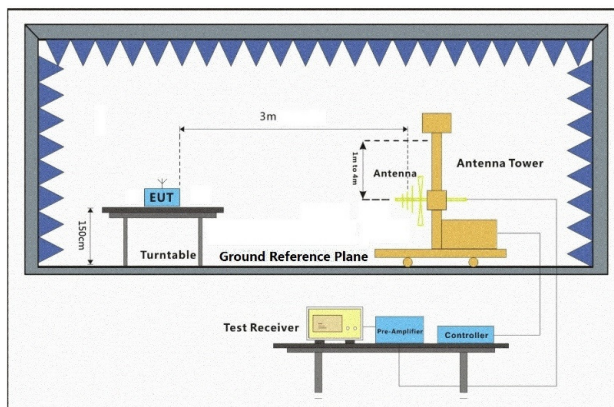 3m
1m to 4m
Antenna
Antenna Tower
EUT
150cm
Turntable
Ground Reference Plane
Test Receiver
Pre-Amplifier
Controller